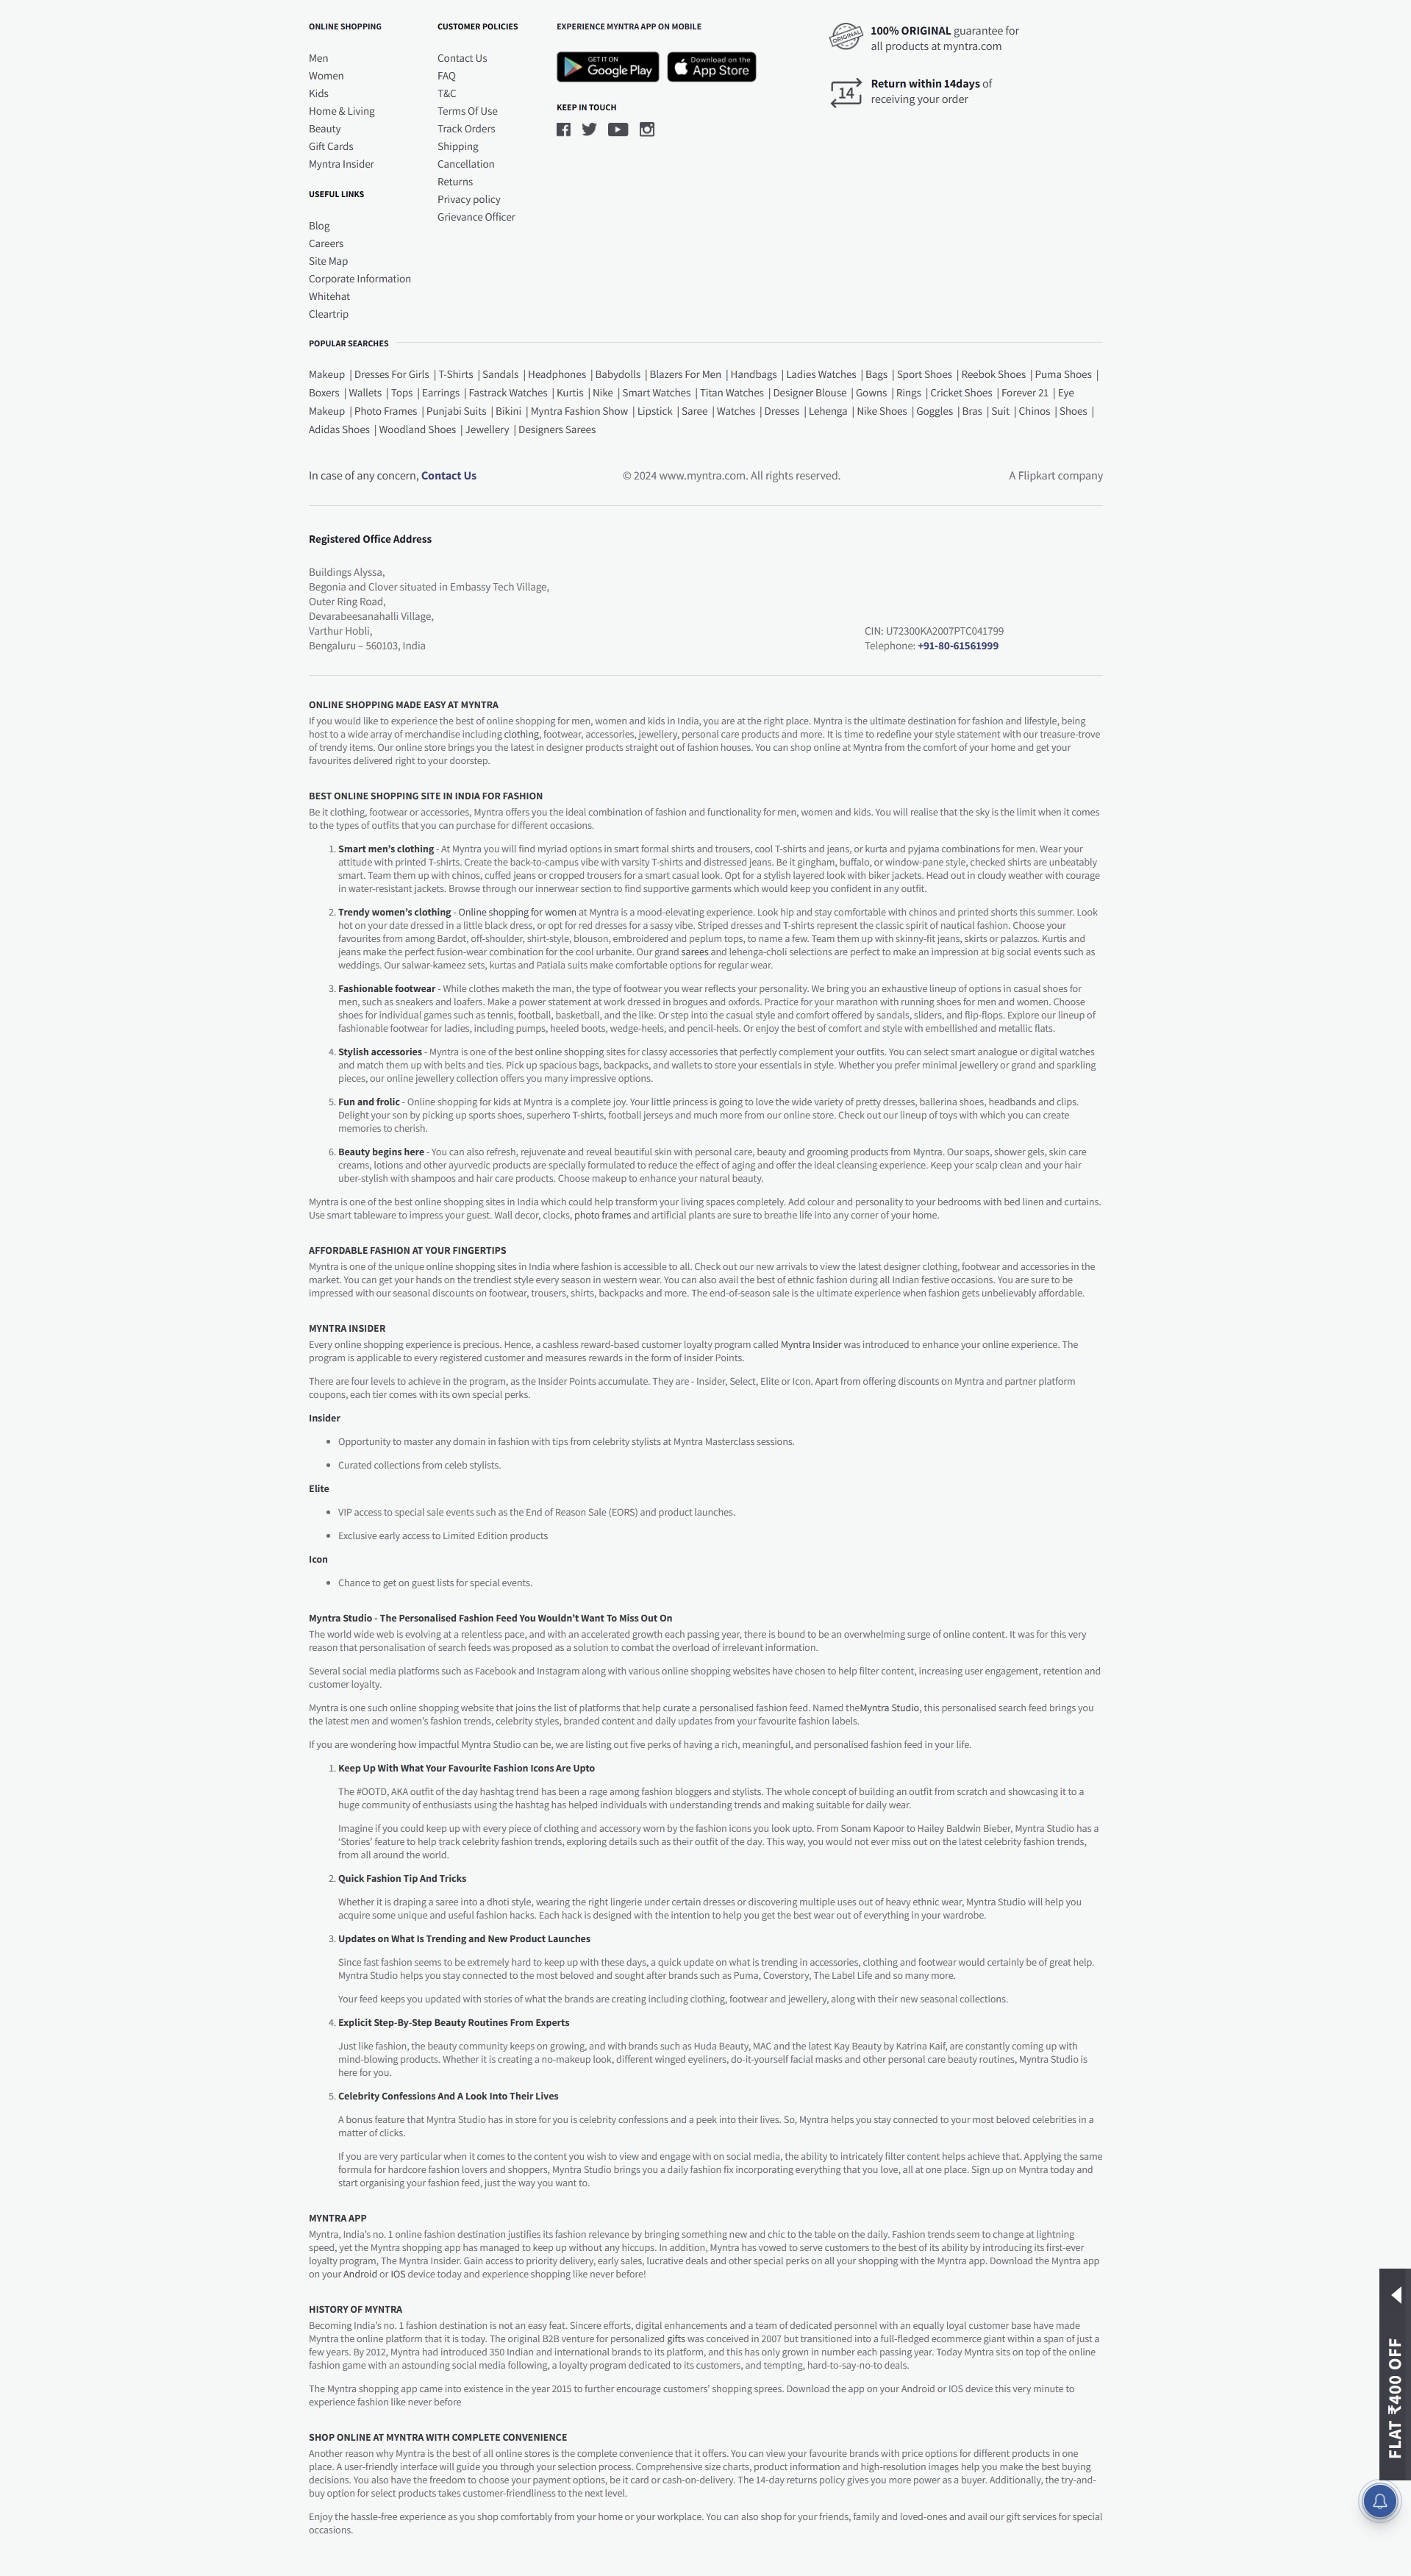 ONLINE SHOPPING
Men
Women
Kids
Home & Living
Beauty
Gift Cards
Myntra Insider
USEFUL LINKS
Blog
Careers
Site Map
Corporate Information
Whitehat
Cleartrip
CUSTOMER POLICIES
Contact Us
FAQ
T&C
Terms Of Use
Track Orders
Shipping
Cancellation
Returns
Privacy policy
Grievance Officer
EXPERIENCE MYNTRA APP ON MOBILE
GET IT ON
Google Play
Download on the
App Store
KEEP IN TOUCH
ORIGINAL
100% ORIGINAL guarantee for
all products at myntra.com
14
Return within 14days of
receiving your order
POPULAR SEARCHES
Makeup | Dresses For Girls | T-Shirts | Sandals | Headphones | Babydolls | Blazers For Men | Handbags | Ladies Watches | Bags | Sport Shoes | Reebok Shoes | Puma Shoes |
Boxers | Wallets | Tops | Earrings | Fastrack Watches | Kurtis | Nike | Smart Watches | Titan Watches | Designer Blouse | Gowns | Rings | Cricket Shoes | Forever 21 | Eye
Makeup | Photo Frames | Punjabi Suits | Bikini | Myntra Fashion Show | Lipstick | Saree | Watches | Dresses | Lehenga | Nike Shoes | Goggles | Bras | Suit | Chinos | Shoes |
Adidas Shoes | Woodland Shoes | Jewellery | Designers Sarees
In case of any concern, Contact Us
© 2024 www.myntra.com. All rights reserved.
A Flipkart company
Registered Office Address
Buildings Alyssa,
Begonia and Clover situated in Embassy Tech Village,
Outer Ring Road,
Devarabeesanahalli Village,
Varthur Hobli,
Bengaluru – 560103, India
CIN: U72300KA2007PTC041799
Telephone: +91-80-61561999
ONLINE SHOPPING MADE EASY AT MYNTRA
If you would like to experience the best of online shopping for men, women and kids in India, you are at the right place. Myntra is the ultimate destination for fashion and lifestyle, being
host to a wide array of merchandise including clothing, footwear, accessories, jewellery, personal care products and more. It is time to redefine your style statement with our treasure-trove
of trendy items. Our online store brings you the latest in designer products straight out of fashion houses. You can shop online at Myntra from the comfort of your home and get your
favourites delivered right to your doorstep.
BEST ONLINE SHOPPING SITE IN INDIA FOR FASHION
Be it clothing, footwear or accessories, Myntra offers you the ideal combination of fashion and functionality for men, women and kids. You will realise that the sky is the limit when it comes
to the types of outfits that you can purchase for different occasions.
1. Smart men’s clothing - At Myntra you will find myriad options in smart formal shirts and trousers, cool T-shirts and jeans, or kurta and pyjama combinations for men. Wear your
attitude with printed T-shirts. Create the back-to-campus vibe with varsity T-shirts and distressed jeans. Be it gingham, buffalo, or window-pane style, checked shirts are unbeatably
smart. Team them up with chinos, cuffed jeans or cropped trousers for a smart casual look. Opt for a stylish layered look with biker jackets. Head out in cloudy weather with courage
in water-resistant jackets. Browse through our innerwear section to find supportive garments which would keep you confident in any outfit.
2. Trendy women’s clothing - Online shopping for women at Myntra is a mood-elevating experience. Look hip and stay comfortable with chinos and printed shorts this summer. Look
hot on your date dressed in a little black dress, or opt for red dresses for a sassy vibe. Striped dresses and T-shirts represent the classic spirit of nautical fashion. Choose your
favourites from among Bardot, off-shoulder, shirt-style, blouson, embroidered and peplum tops, to name a few. Team them up with skinny-fit jeans, skirts or palazzos. Kurtis and
jeans make the perfect fusion-wear combination for the cool urbanite. Our grand sarees and lehenga-choli selections are perfect to make an impression at big social events such as
weddings. Our salwar-kameez sets, kurtas and Patiala suits make comfortable options for regular wear.
3. Fashionable footwear - While clothes maketh the man, the type of footwear you wear reflects your personality. We bring you an exhaustive lineup of options in casual shoes for
men, such as sneakers and loafers. Make a power statement at work dressed in brogues and oxfords. Practice for your marathon with running shoes for men and women. Choose
shoes for individual games such as tennis, football, basketball, and the like. Or step into the casual style and comfort offered by sandals, sliders, and flip-flops. Explore our lineup of
fashionable footwear for ladies, including pumps, heeled boots, wedge-heels, and pencil-heels. Or enjoy the best of comfort and style with embellished and metallic flats.
4. Stylish accessories - Myntra is one of the best online shopping sites for classy accessories that perfectly complement your outfits. You can select smart analogue or digital watches
and match them up with belts and ties. Pick up spacious bags, backpacks, and wallets to store your essentials in style. Whether you prefer minimal jewellery or grand and sparkling
pieces, our online jewellery collection offers you many impressive options.
5. Fun and frolic - Online shopping for kids at Myntra is a complete joy. Your little princess is going to love the wide variety of pretty dresses, ballerina shoes, headbands and clips.
Delight your son by picking up sports shoes, superhero T-shirts, football jerseys and much more from our online store. Check out our lineup of toys with which you can create
memories to cherish.
6. Beauty begins here - You can also refresh, rejuvenate and reveal beautiful skin with personal care, beauty and grooming products from Myntra. Our soaps, shower gels, skin care
creams, lotions and other ayurvedic products are specially formulated to reduce the effect of aging and offer the ideal cleansing experience. Keep your scalp clean and your hair
uber-stylish with shampoos and hair care products. Choose makeup to enhance your natural beauty.
Myntra is one of the best online shopping sites in India which could help transform your living spaces completely. Add colour and personality to your bedrooms with bed linen and curtains.
Use smart tableware to impress your guest. Wall decor, clocks, photo frames and artificial plants are sure to breathe life into any corner of your home.
AFFORDABLE FASHION AT YOUR FINGERTIPS
Myntra is one of the unique online shopping sites in India where fashion is accessible to all. Check out our new arrivals to view the latest designer clothing, footwear and accessories in the
market. You can get your hands on the trendiest style every season in western wear. You can also avail the best of ethnic fashion during all Indian festive occasions. You are sure to be
impressed with our seasonal discounts on footwear, trousers, shirts, backpacks and more. The end-of-season sale is the ultimate experience when fashion gets unbelievably affordable.
MYNTRA INSIDER
Every online shopping experience is precious. Hence, a cashless reward-based customer loyalty program called Myntra Insider was introduced to enhance your online experience. The
program is applicable to every registered customer and measures rewards in the form of Insider Points.
There are four levels to achieve in the program, as the Insider Points accumulate. They are - Insider, Select, Elite or Icon. Apart from offering discounts on Myntra and partner platform
coupons, each tier comes with its own special perks.
Insider
• Opportunity to master any domain in fashion with tips from celebrity stylists at Myntra Masterclass sessions.
• Curated collections from celeb stylists.
Elite
• VIP access to special sale events such as the End of Reason Sale (EORS) and product launches.
• Exclusive early access to Limited Edition products
Icon
• Chance to get on guest lists for special events.
Myntra Studio - The Personalised Fashion Feed You Wouldn’t Want To Miss Out On
The world wide web is evolving at a relentless pace, and with an accelerated growth each passing year, there is bound to be an overwhelming surge of online content. It was for this very
reason that personalisation of search feeds was proposed as a solution to combat the overload of irrelevant information.
Several social media platforms such as Facebook and Instagram along with various online shopping websites have chosen to help filter content, increasing user engagement, retention and
customer loyalty.
Myntra is one such online shopping website that joins the list of platforms that help curate a personalised fashion feed. Named theMyntra Studio, this personalised search feed brings you
the latest men and women’s fashion trends, celebrity styles, branded content and daily updates from your favourite fashion labels.
If you are wondering how impactful Myntra Studio can be, we are listing out five perks of having a rich, meaningful, and personalised fashion feed in your life.
1. Keep Up With What Your Favourite Fashion Icons Are Upto
The #OOTD, AKA outfit of the day hashtag trend has been a rage among fashion bloggers and stylists. The whole concept of building an outfit from scratch and showcasing it to a
huge community of enthusiasts using the hashtag has helped individuals with understanding trends and making suitable for daily wear.
Imagine if you could keep up with every piece of clothing and accessory worn by the fashion icons you look upto. From Sonam Kapoor to Hailey Baldwin Bieber, Myntra Studio has a
‘Stories’ feature to help track celebrity fashion trends, exploring details such as their outfit of the day. This way, you would not ever miss out on the latest celebrity fashion trends,
from all around the world.
2. Quick Fashion Tip And Tricks
Whether it is draping a saree into a dhoti style, wearing the right lingerie under certain dresses or discovering multiple uses out of heavy ethnic wear, Myntra Studio will help you
acquire some unique and useful fashion hacks. Each hack is designed with the intention to help you get the best wear out of everything in your wardrobe.
3. Updates on What Is Trending and New Product Launches
Since fast fashion seems to be extremely hard to keep up with these days, a quick update on what is trending in accessories, clothing and footwear would certainly be of great help.
Myntra Studio helps you stay connected to the most beloved and sought after brands such as Puma, Coverstory, The Label Life and so many more.
Your feed keeps you updated with stories of what the brands are creating including clothing, footwear and jewellery, along with their new seasonal collections.
4. Explicit Step-By-Step Beauty Routines From Experts
Just like fashion, the beauty community keeps on growing, and with brands such as Huda Beauty, MAC and the latest Kay Beauty by Katrina Kaif, are constantly coming up with
mind-blowing products. Whether it is creating a no-makeup look, different winged eyeliners, do-it-yourself facial masks and other personal care beauty routines, Myntra Studio is
here for you.
5. Celebrity Confessions And A Look Into Their Lives
A bonus feature that Myntra Studio has in store for you is celebrity confessions and a peek into their lives. So, Myntra helps you stay connected to your most beloved celebrities in a
matter of clicks.
If you are very particular when it comes to the content you wish to view and engage with on social media, the ability to intricately filter content helps achieve that. Applying the same
formula for hardcore fashion lovers and shoppers, Myntra Studio brings you a daily fashion fix incorporating everything that you love, all at one place. Sign up on Myntra today and
start organising your fashion feed, just the way you want to.
MYNTRA APP
Myntra, India’s no. 1 online fashion destination justifies its fashion relevance by bringing something new and chic to the table on the daily. Fashion trends seem to change at lightning
speed, yet the Myntra shopping app has managed to keep up without any hiccups. In addition, Myntra has vowed to serve customers to the best of its ability by introducing its first-ever
loyalty program, The Myntra Insider. Gain access to priority delivery, early sales, lucrative deals and other special perks on all your shopping with the Myntra app. Download the Myntra app
on your Android or IOS device today and experience shopping like never before!
HISTORY OF MYNTRA
Becoming India’s no. 1 fashion destination is not an easy feat. Sincere efforts, digital enhancements and a team of dedicated personnel with an equally loyal customer base have made
Myntra the online platform that it is today. The original B2B venture for personalized gifts was conceived in 2007 but transitioned into a full-fledged ecommerce giant within a span of just a
few years. By 2012, Myntra had introduced 350 Indian and international brands to its platform, and this has only grown in number each passing year. Today Myntra sits on top of the online
fashion game with an astounding social media following, a loyalty program dedicated to its customers, and tempting, hard-to-say-no-to deals.
The Myntra shopping app came into existence in the year 2015 to further encourage customers’ shopping sprees. Download the app on your Android or IOS device this very minute to
experience fashion like never before
SHOP ONLINE AT MYNTRA WITH COMPLETE CONVENIENCE
Another reason why Myntra is the best of all online stores is the complete convenience that it offers. You can view your favourite brands with price options for different products in one
place. A user-friendly interface will guide you through your selection process. Comprehensive size charts, product information and high-resolution images help you make the best buying
decisions. You also have the freedom to choose your payment options, be it card or cash-on-delivery. The 14-day returns policy gives you more power as a buyer. Additionally, the try-and-
buy option for select products takes customer-friendliness to the next level.
Enjoy the hassle-free experience as you shop comfortably from your home or your workplace. You can also shop for your friends, family and loved-ones and avail our gift services for special
occasions.
FLAT ₹400 OFF